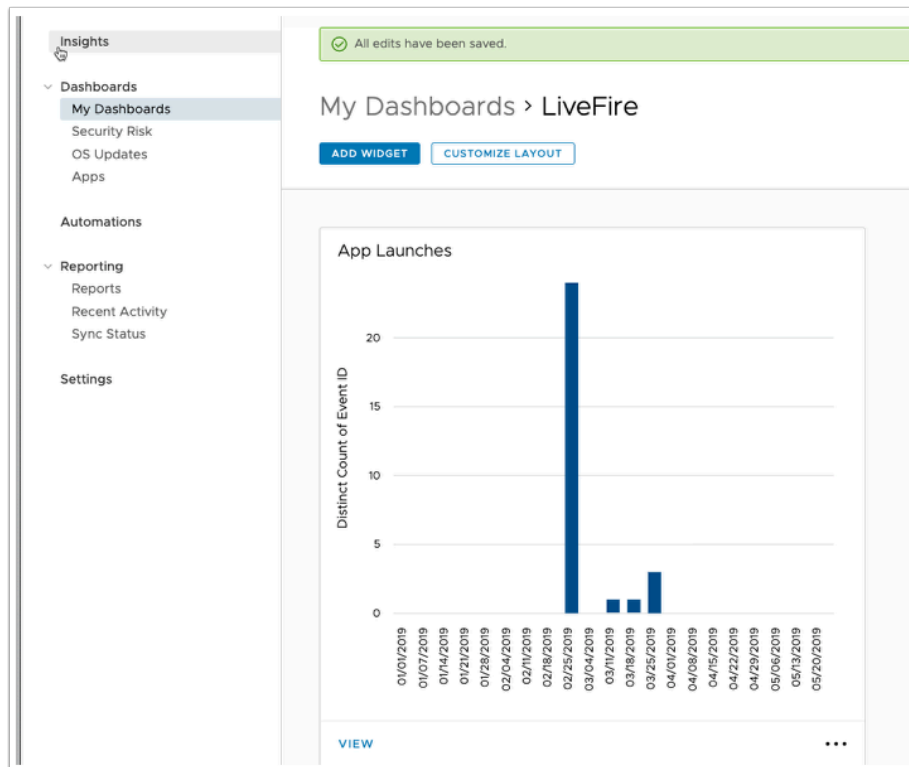 Insights
Dashboards
My Dashboards
Security Risk
OS Updates
Apps
Automations
Reporting
Reports
Recent Activity
Sync Status
Settings
All edits have been saved.
My Dashboards > LiveFire
ADD WIDGET
CUSTOMIZE LAYOUT
App Launches
Distinct Count of Event ID
20
15
10
5
0
01/01/2019
01/07/2019
01/14/2019
01/21/2019
01/28/2019
02/04/2019
02/11/2019
02/18/2019
02/25/2019
03/04/2019
03/11/2019
03/18/2019
03/25/2019
04/01/2019
04/08/2019
04/15/2019
04/22/2019
04/29/2019
05/06/2019
05/13/2019
05/20/2019
VIEW